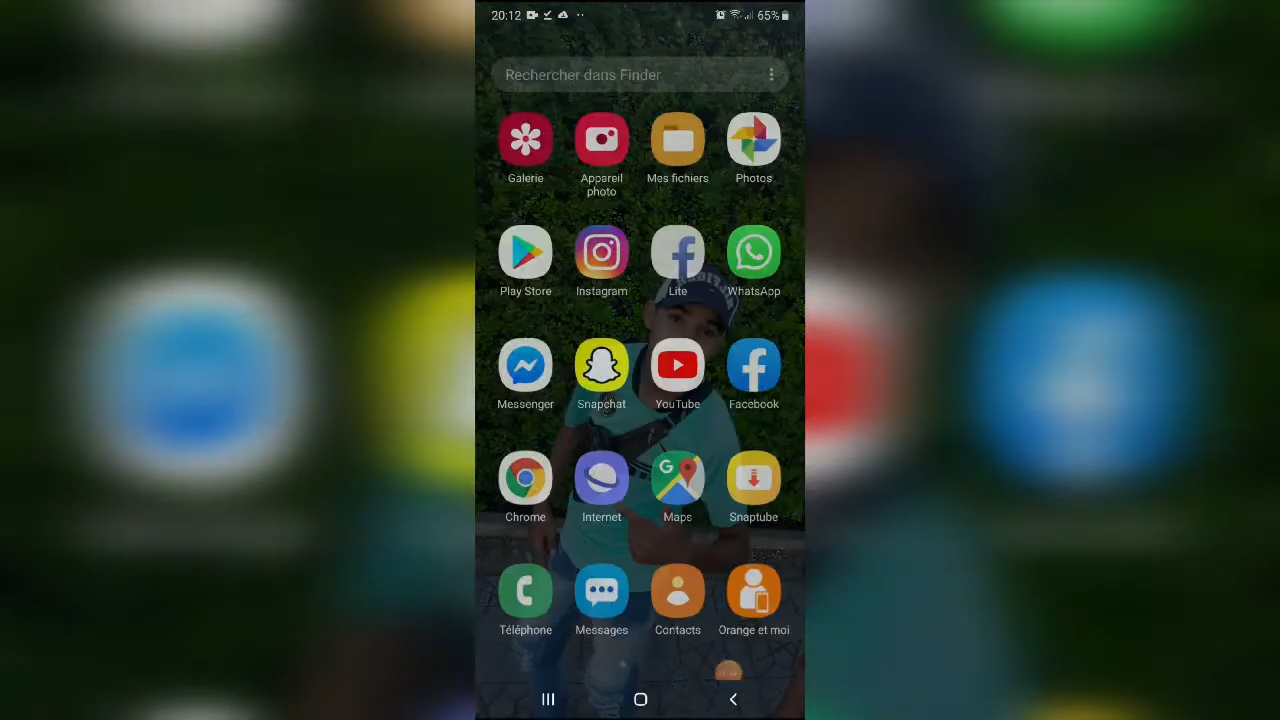 20:12
65%
Rechercher dans Finder
Galerie
Appareil
photo
Mes fichiers
Photos
Play Store
Instagram
Lite
WhatsApp
Messenger
Snapchat
YouTube
Facebook
Chrome
Internet
G
Maps
Snaptube
Téléphone
Messages
Contacts
Orange et moi